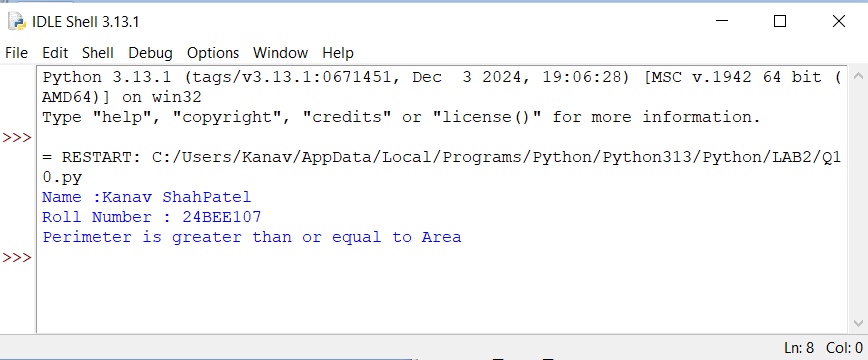 IDLE Shell 3.13.1
File Edit Shell Debug Options Window Help
Python 3.13.1 (tags/v3.13.1:0671451, Dec  3 2024, 19:06:28) [MSC v.1942 64 bit (
AMD64)] on win32
Type "help", "copyright", "credits" or "license()" for more information.
>>>
= RESTART: C:/Users/Kanav/AppData/Local/Programs/Python/Python313/Python/LAB2/Q1
0.py
Name :Kanav ShahPatel
Roll Number : 24BEE107
Perimeter is greater than or equal to Area
>>>
Ln: 8 Col: 0